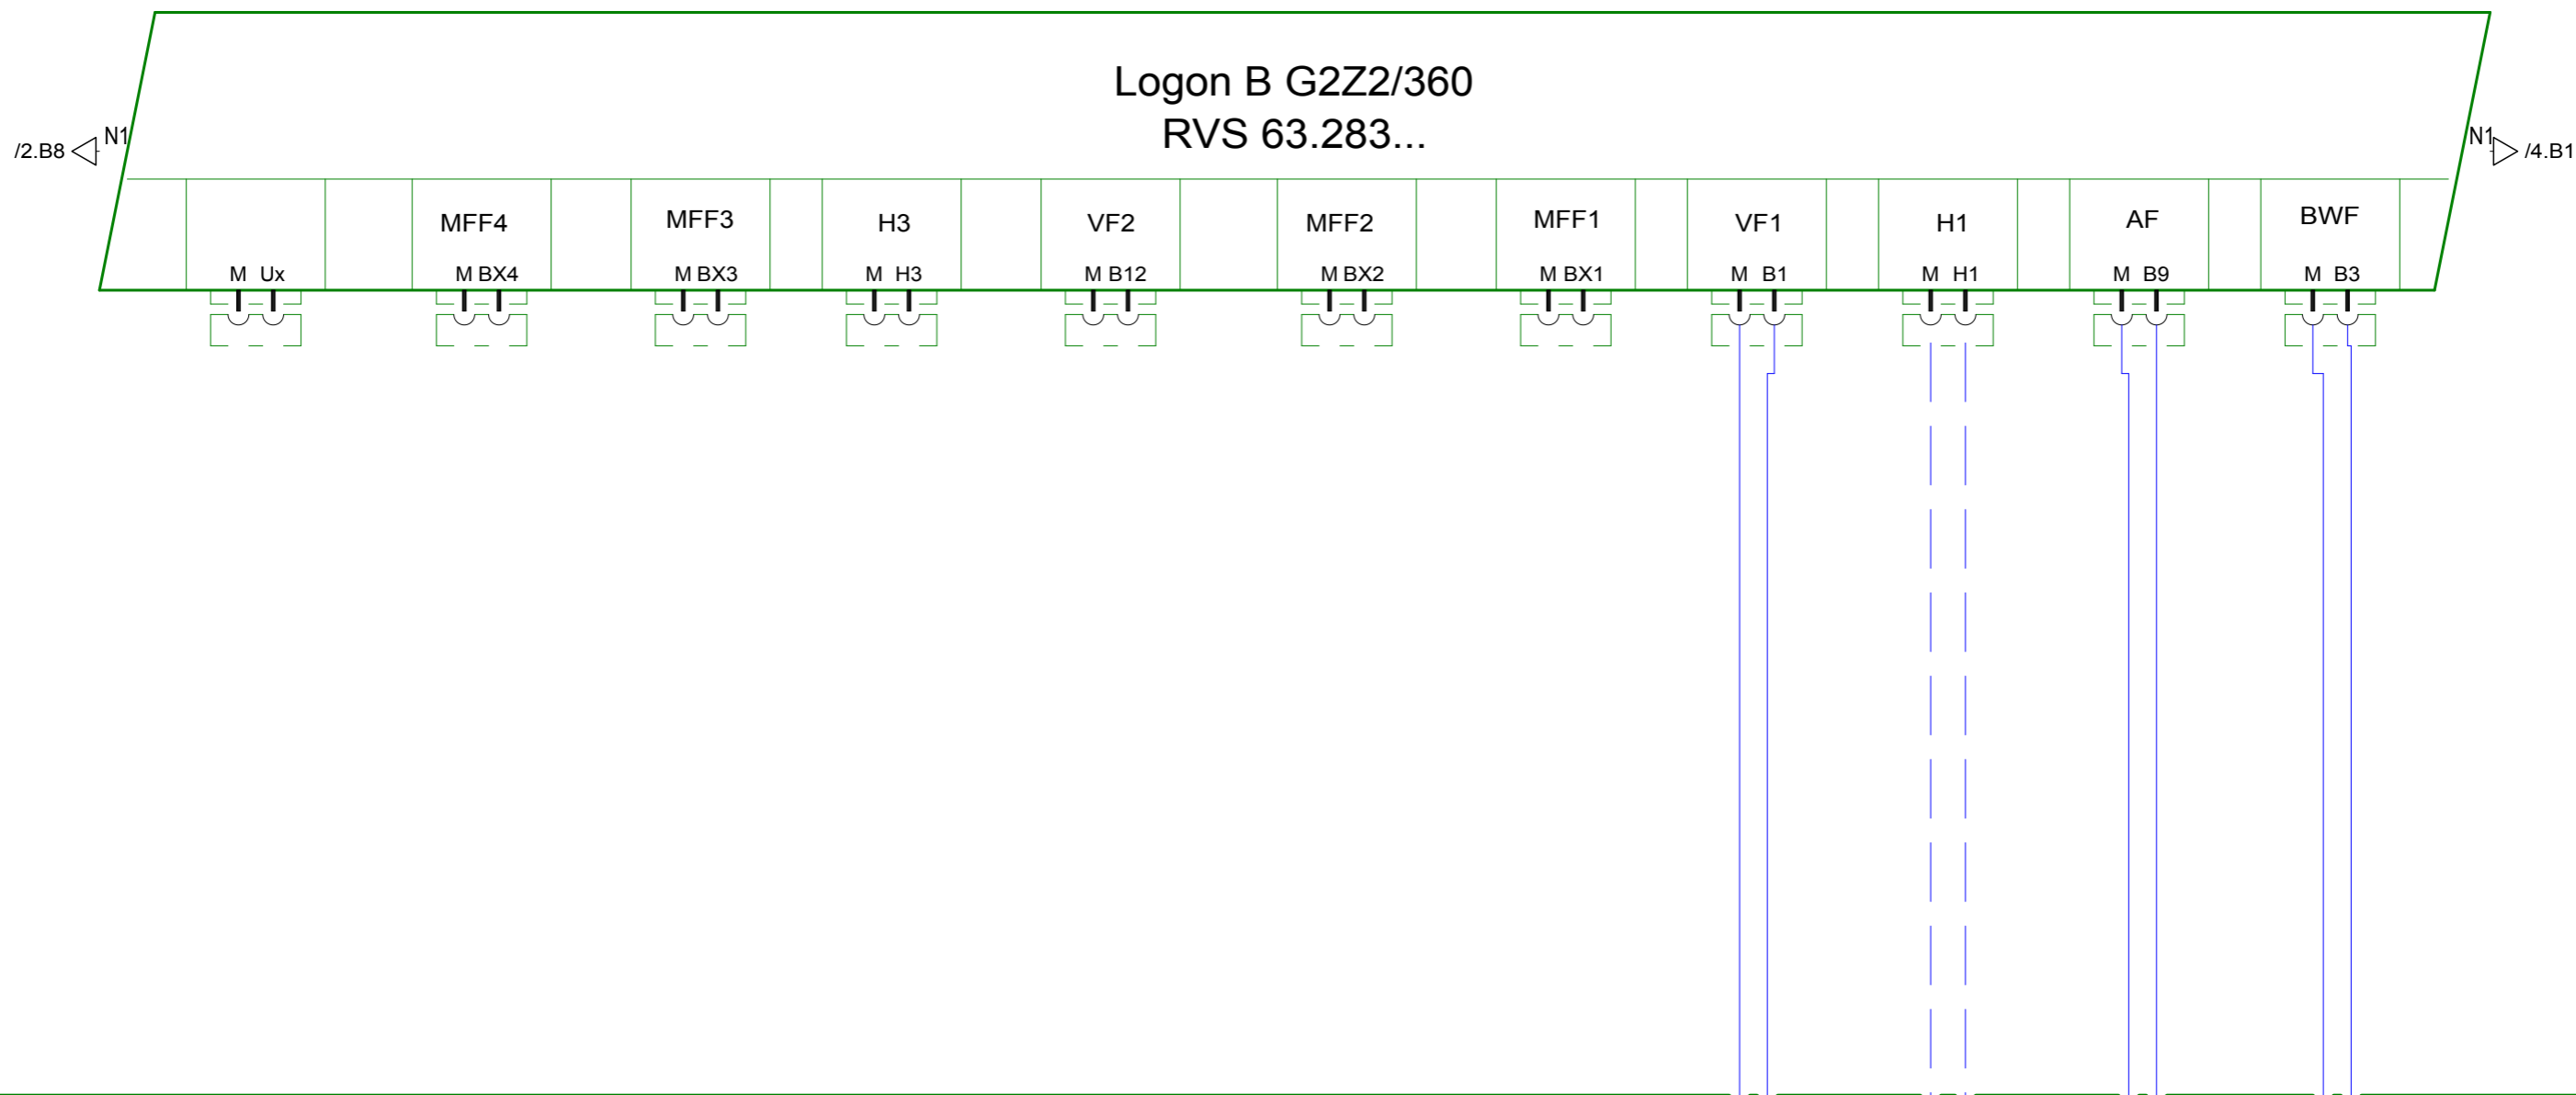 Logon B G2Z2/360
RVS 63.283...
/2.B8 N1 N1 /4.B1
MFF4 MFF3 H3 VF2 MFF2 MFF1 VF1 H1 AF BWF
M Ux M BX4 M BX3 M H3 M B12 M BX2 M BX1 M B1 M H1 M B9 M B3